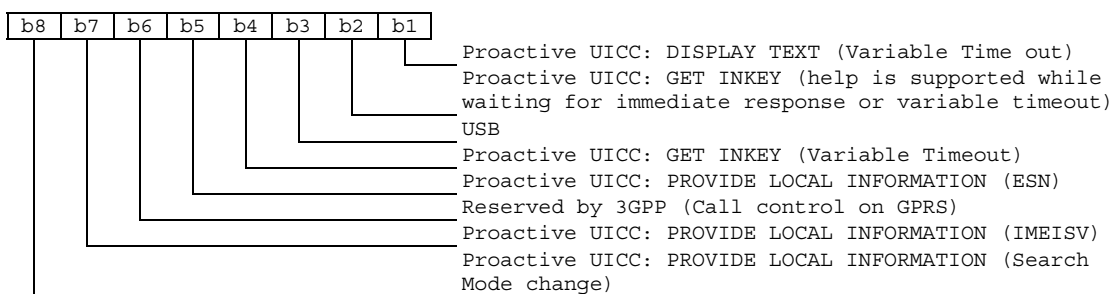 b8 b7 b6 b5 b4 b3 b2 b1
Proactive UICC: DISPLAY TEXT (Variable Time out)
Proactive UICC: GET INKEY (help is supported while
waiting for immediate response or variable timeout)
USB
Proactive UICC: GET INKEY (Variable Timeout)
Proactive UICC: PROVIDE LOCAL INFORMATION (ESN)
Reserved by 3GPP (Call control on GPRS)
Proactive UICC: PROVIDE LOCAL INFORMATION (IMEISV)
Proactive UICC: PROVIDE LOCAL INFORMATION (Search
Mode change)